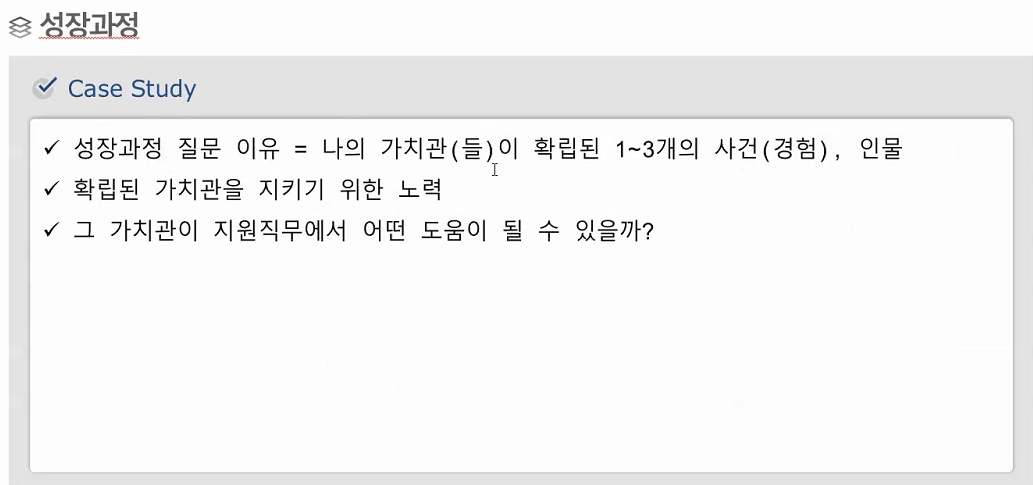 성장과정
Case Study
✓ 성장과정 질문 이유 = 나의 가치관(들)이 확립된 1~3개의 사건(경험), 인물
✓ 확립된 가치관을 지키기 위한 노력
✓ 그 가치관이 지원직무에서 어떤 도움이 될 수 있을까?